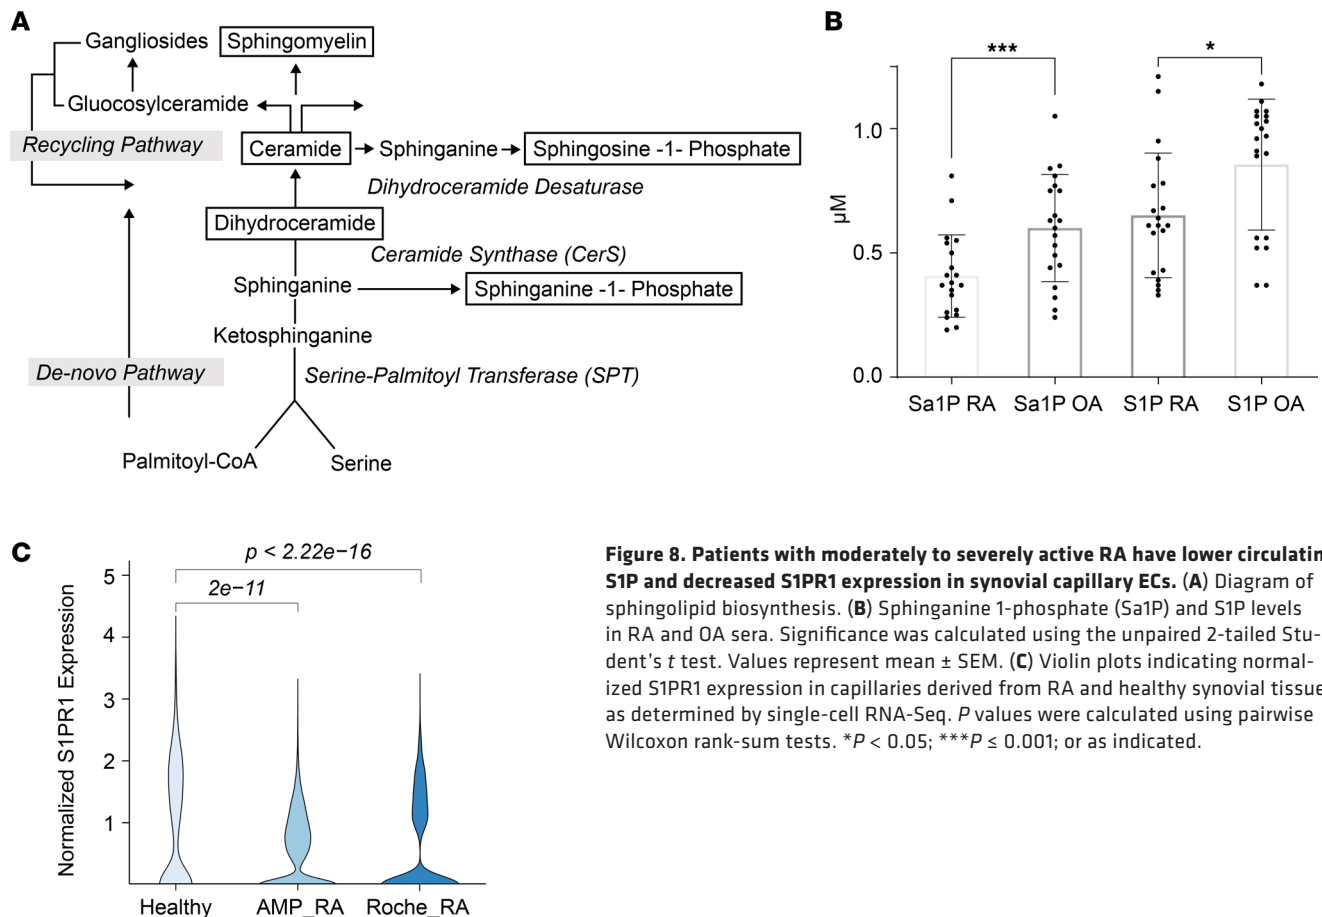 A
Gangliosides
Sphingomyelin
Gluocosylceramide
Recycling Pathway
Ceramide
Sphinganine
Sphingosine -1- Phosphate
Dihydroceramide Desaturase
Dihydroceramide
Ceramide Synthase (CerS)
Sphinganine
Sphinganine -1- Phosphate
Ketosphinganine
De-novo Pathway
Serine-Palmitoyl Transferase (SPT)
Palmitoyl-CoA
Serine
B
***
*
1.0
µM
0.5
0.0
Sa1P RA
Sa1P OA
S1P RA
S1P OA
C
p < 2.22e−16
2e−11
5
4
3
2
1
Normalized S1PR1 Expression
Healthy
AMP_RA
Roche_RA
Figure 8. Patients with moderately to severely active RA have lower circulatin
S1P and decreased S1PR1 expression in synovial capillary ECs. (A) Diagram of
sphingolipid biosynthesis. (B) Sphinganine 1-phosphate (Sa1P) and S1P levels
in RA and OA sera. Significance was calculated using the unpaired 2-tailed Stu-
dent's t test. Values represent mean ± SEM. (C) Violin plots indicating normal-
ized S1PR1 expression in capillaries derived from RA and healthy synovial tissue
as determined by single-cell RNA-Seq. P values were calculated using pairwise
Wilcoxon rank-sum tests. *P < 0.05; ***P ≤ 0.001; or as indicated.